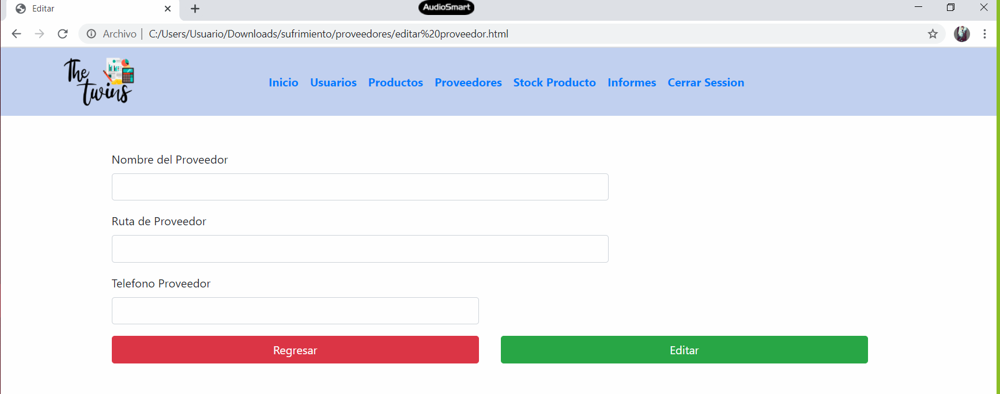 Editar
AudioSmart
Archivo | C:/Users/Usuario/Downloads/sufrimiento/proveedores/editar%20proveedor.html
The twins
Inicio Usuarios Productos Proveedores Stock Producto Informes Cerrar Session
Nombre del Proveedor
Ruta de Proveedor
Telefono Proveedor
Regresar Editar